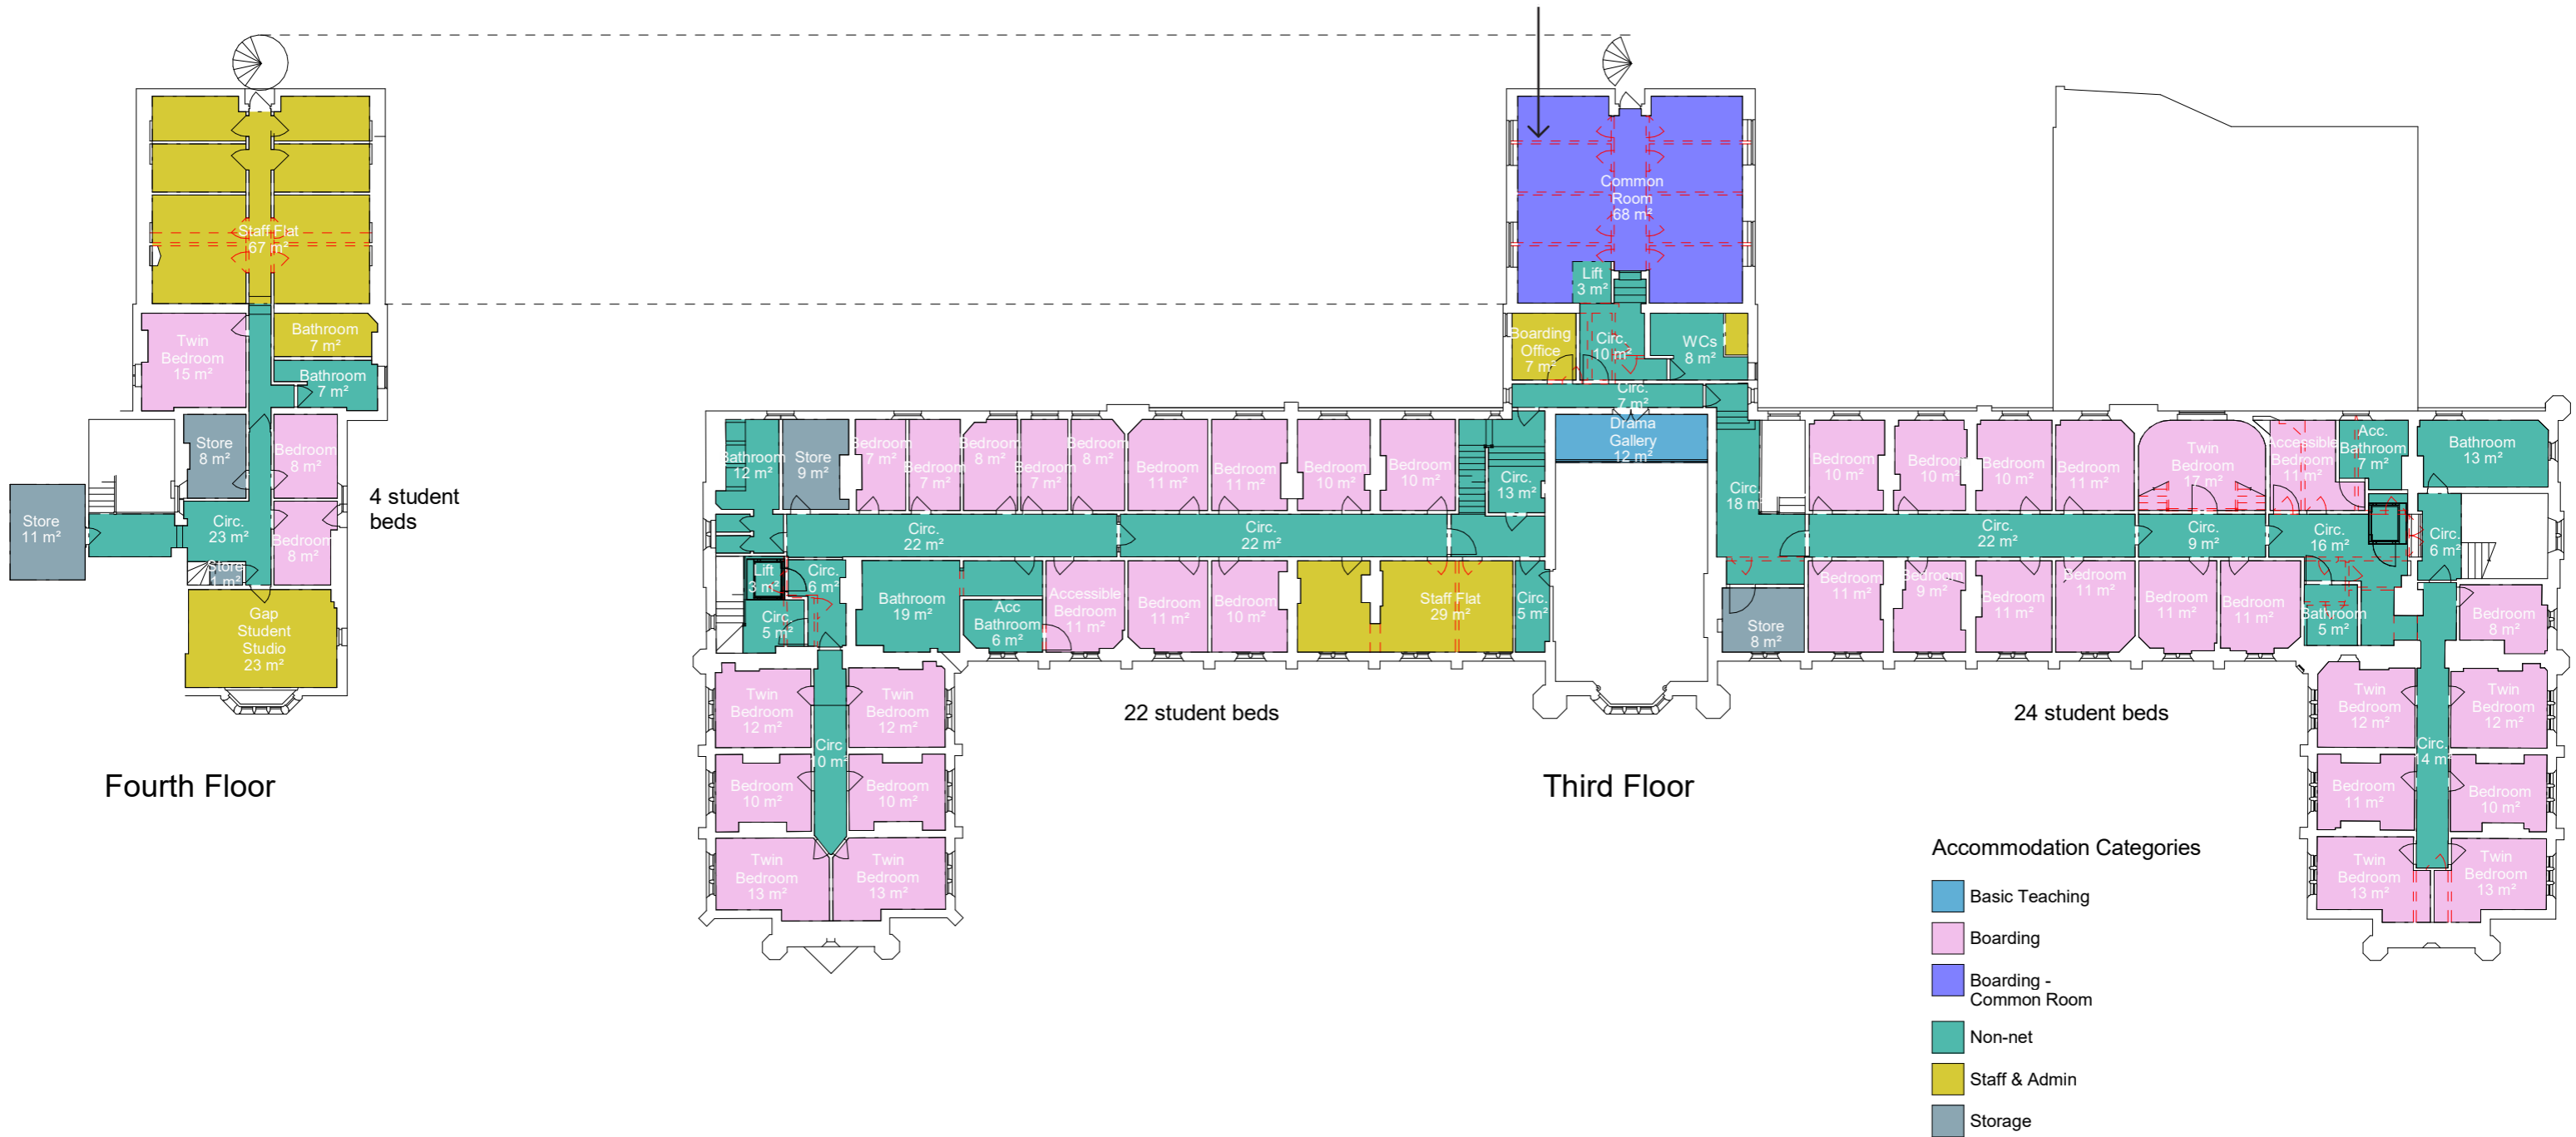 Staff Flat
67 m²
Twin
Bedroom
15 m²
Bathroom
7 m²
Bathroom
7 m²
Store
8 m²
Bedroom
8 m²
Store
11 m²
Circ.
23 m²
Bedroom
8 m²
Store
1 m²
Gap
Student
Studio
23 m²
4 student
beds
Fourth Floor
Common
Room
68 m²
Lift
3 m²
Boarding
Office
7 m²
Circ.
10 m²
WCs
8 m²
Circ.
7 m²
Drama
Gallery
12 m²
Bathroom
12 m²
Store
9 m²
Bedroom
7 m²
Bedroom
7 m²
Bedroom
8 m²
Bedroom
7 m²
Bedroom
8 m²
Bedroom
11 m²
Bedroom
11 m²
Bedroom
10 m²
Bedroom
10 m²
Circ.
13 m²
Circ.
22 m²
Circ.
22 m²
Lift
3 m²
Circ.
6 m²
Circ.
5 m²
Bathroom
19 m²
Acc
Bathroom
6 m²
Accessible
Bedroom
11 m²
Bedroom
11 m²
Bedroom
10 m²
Staff Flat
29 m²
Circ.
5 m²
Twin
Bedroom
12 m²
Twin
Bedroom
12 m²
Circ
10 m²
Bedroom
10 m²
Bedroom
10 m²
Twin
Bedroom
13 m²
Twin
Bedroom
13 m²
22 student beds
Third Floor
Circ.
18 m
Bedroom
10 m²
Bedroom
10 m²
Bedroom
10 m²
Bedroom
11 m²
Twin
Bedroom
17 m²
Accessible
Bedroom
11 m²
Acc.
Bathroom
7 m²
Bathroom
13 m²
Circ.
22 m²
Circ.
9 m²
Circ.
16 m²
Circ.
6 m²
Store
8 m²
Bedroom
11 m²
Bedroom
9 m²
Bedroom
11 m²
Bedroom
11 m²
Bedroom
11 m²
Bedroom
11 m²
Bathroom
5 m²
Bedroom
8 m²
Twin
Bedroom
12 m²
Twin
Bedroom
12 m²
Circ.
14 m²
Bedroom
11 m²
Bedroom
10 m²
Twin
Bedroom
13 m²
Twin
Bedroom
13 m²
24 student beds
Accommodation Categories
Basic Teaching
Boarding
Boarding -
Common Room
Non-net
Staff & Admin
Storage